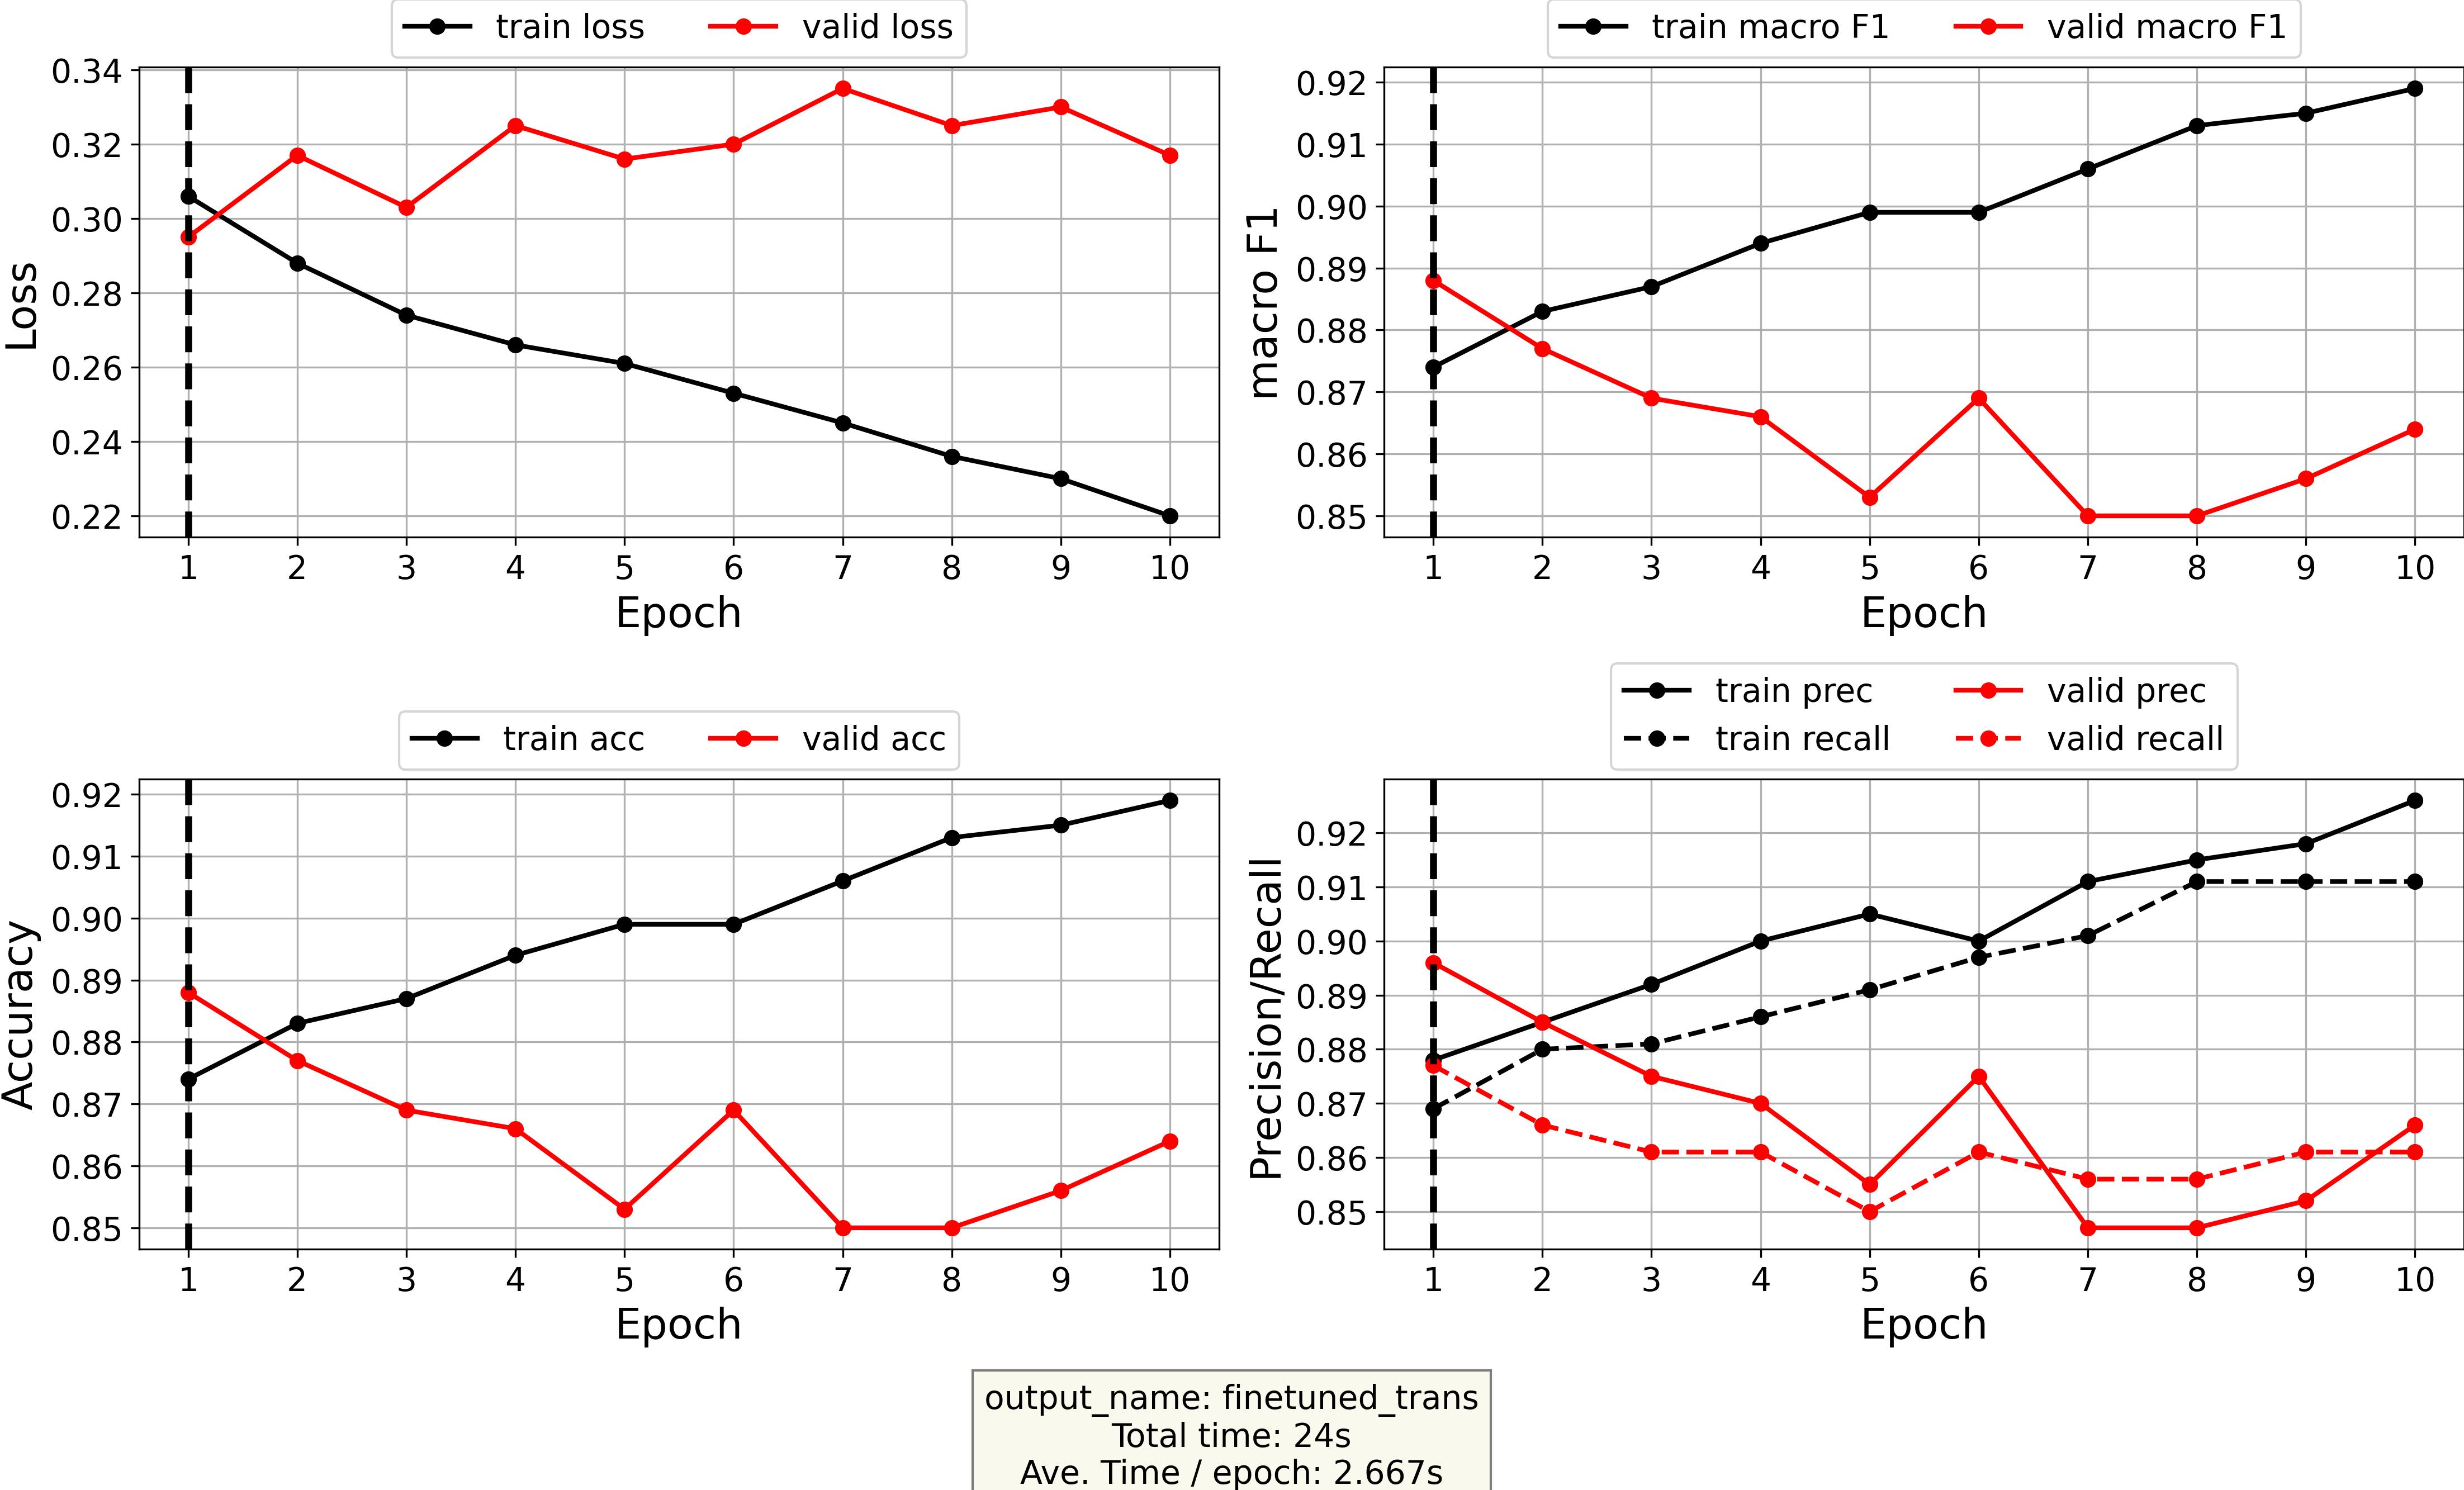 train loss valid loss
0.34
0.32
0.30
0.28
0.26
0.24
0.22
Loss
1 2 3 4 5 6 7 8 9 10
Epoch
train macro F1 valid macro F1
0.92
0.91
0.90
0.89
0.88
0.87
0.86
0.85
macro F1
1 2 3 4 5 6 7 8 9 10
Epoch
train acc valid acc
0.92
0.91
0.90
0.89
0.88
0.87
0.86
0.85
Accuracy
1 2 3 4 5 6 7 8 9 10
Epoch
train prec valid prec
train recall valid recall
0.92
0.91
0.90
0.89
0.88
0.87
0.86
0.85
Precision/Recall
1 2 3 4 5 6 7 8 9 10
Epoch
output_name: finetuned_trans
Total time: 24s
Ave. Time / epoch: 2.667s